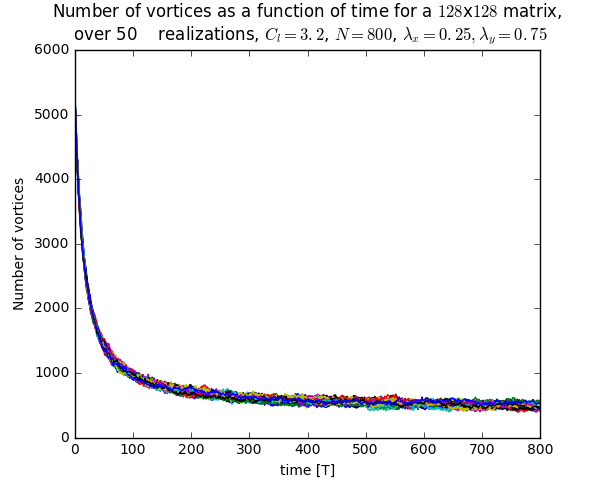 Number of vortices as a function of time for a 128x128 matrix,
over 50 realizations, C_l = 3.2, N = 800, λ_x = 0.25, λ_y = 0.75
6000
5000
4000
3000
2000
1000
0
Number of vortices
0 100 200 300 400 500 600 700 800
time [T]